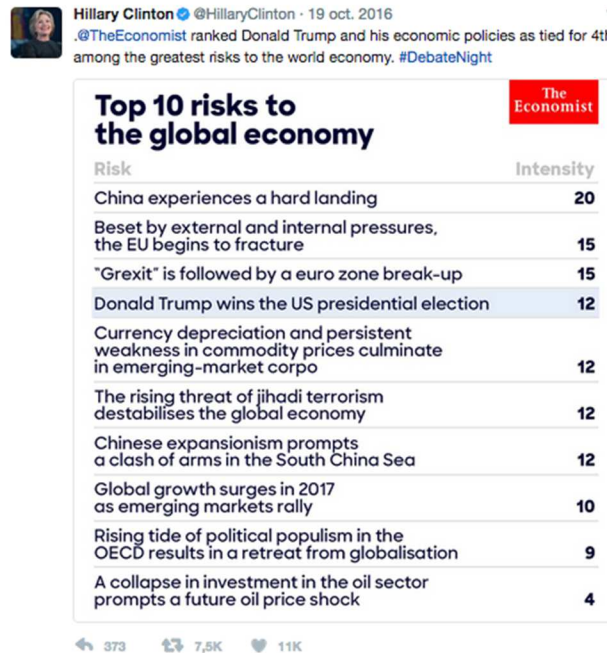 Hillary Clinton @HillaryClinton · 19 oct. 2016
.@TheEconomist ranked Donald Trump and his economic policies as tied for 4th
among the greatest risks to the world economy. #DebateNight
Top 10 risks to
the global economy
The
Economist
Risk Intensity
China experiences a hard landing 20
Beset by external and internal pressures,
the EU begins to fracture 15
"Grexit" is followed by a euro zone break-up 15
Donald Trump wins the US presidential election 12
Currency depreciation and persistent
weakness in commodity prices culminate
in emerging-market corpo 12
The rising threat of jihadi terrorism
destabilises the global economy 12
Chinese expansionism prompts
a clash of arms in the South China Sea 12
Global growth surges in 2017
as emerging markets rally 10
Rising tide of political populism in the
OECD results in a retreat from globalisation 9
A collapse in investment in the oil sector
prompts a future oil price shock 4
373 7,5K 11K